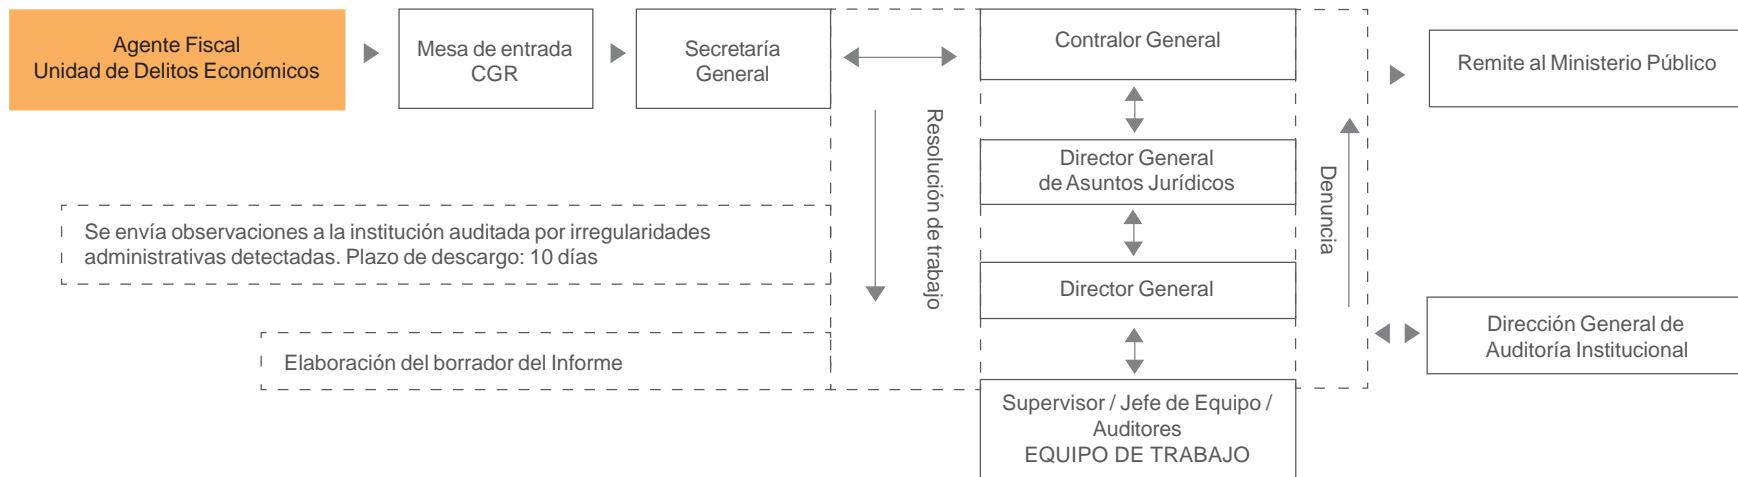 Agente Fiscal
Unidad de Delitos Económicos
Mesa de entrada
CGR
Secretaría
General
Contralor General
Remite al Ministerio Público
Resolución de trabajo
Director General
de Asuntos Jurídicos
Denuncia
Se envía observaciones a la institución auditada por irregularidades
administrativas detectadas. Plazo de descargo: 10 días
Director General
Dirección General de
Auditoría Institucional
Elaboración del borrador del Informe
Supervisor / Jefe de Equipo /
Auditores
EQUIPO DE TRABAJO